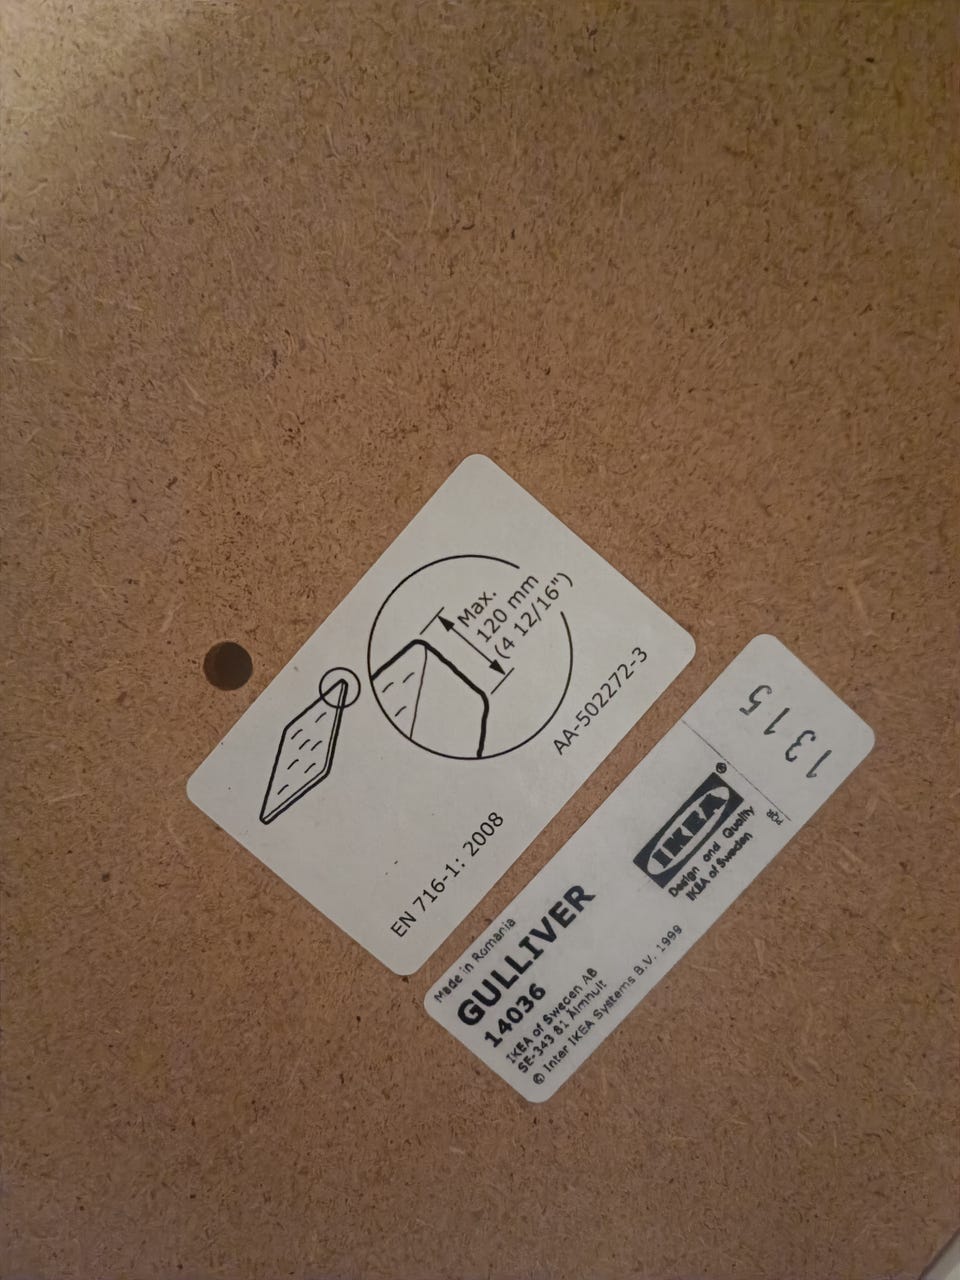 Max.
120 mm
(4 12/16")
AA-502272-3
EN 716-1: 2008
Made in Romania
GULLIVER
14036
IKEA of Sweden AB
SE-343 81 Älmhult
© Inter IKEA Systems B.V. 1998
IKEA®
Design and Quality
IKEA of Sweden
1315